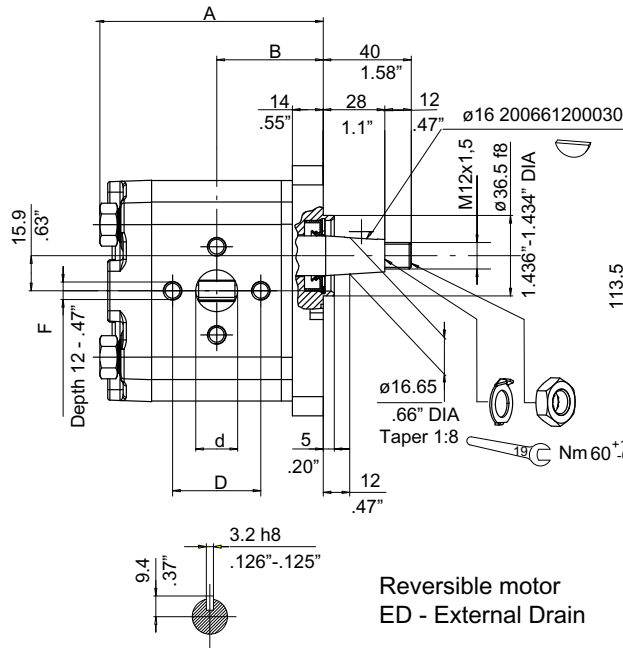 A
B
40
1.58”
14
.55”
28
1.1”
12
.47”
ø16 200661200030
M12x1,5
ø36.5 f8
1.436”-1.434” DIA
113.5
15.9
.63”
F
Depth 12 - .47”
d
D
ø16.65
.66” DIA
Taper 1:8
5
.20”
12
.47”
19
Nm 60
3.2 h8
.126”-.125”
9.4
.37”
Reversible motor
ED - External Drain